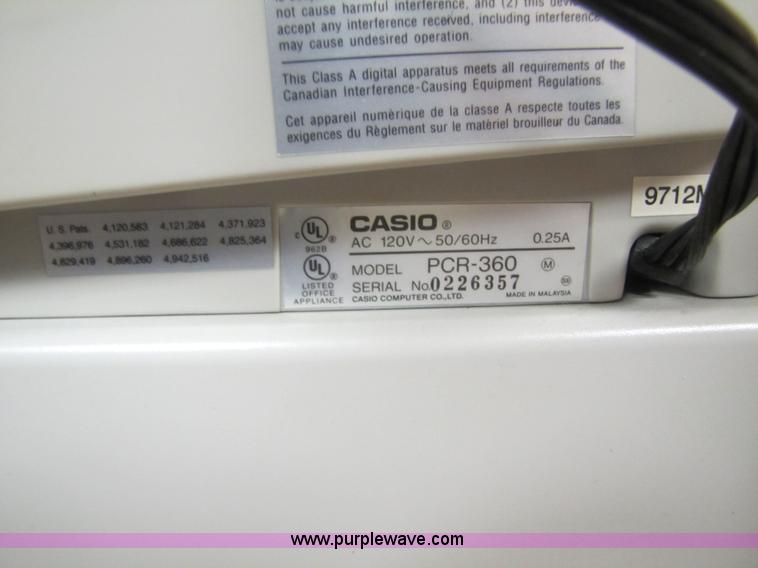 not cause harmful interference, and (2) this
accept any interference received, including interference
may cause undesired operation.
This Class A digital apparatus meets all requirements of the
Canadian Interference-Causing Equipment Regulations.
Cet appareil numèrique de la classe A respecte toutes les
exigences du Règlement sur le matèriel brouilleur du Canada.
9712M
U. S. Pats. 4,120,583 4,121,284 4,371,923
4,396,976 4,531,182 4,686,622 4,825,364
4,829,419 4,896,260 4,942,516
C UL ®
962B
UL ®
LISTED
OFFICE
APPLIANCE
CASIO ®
AC 120V ~ 50/60Hz 0.25A
MODEL PCR-360 M
SERIAL No. 0226357
CASIO COMPUTER CO., LTD. MADE IN MALAYSIA
www.purplewave.com